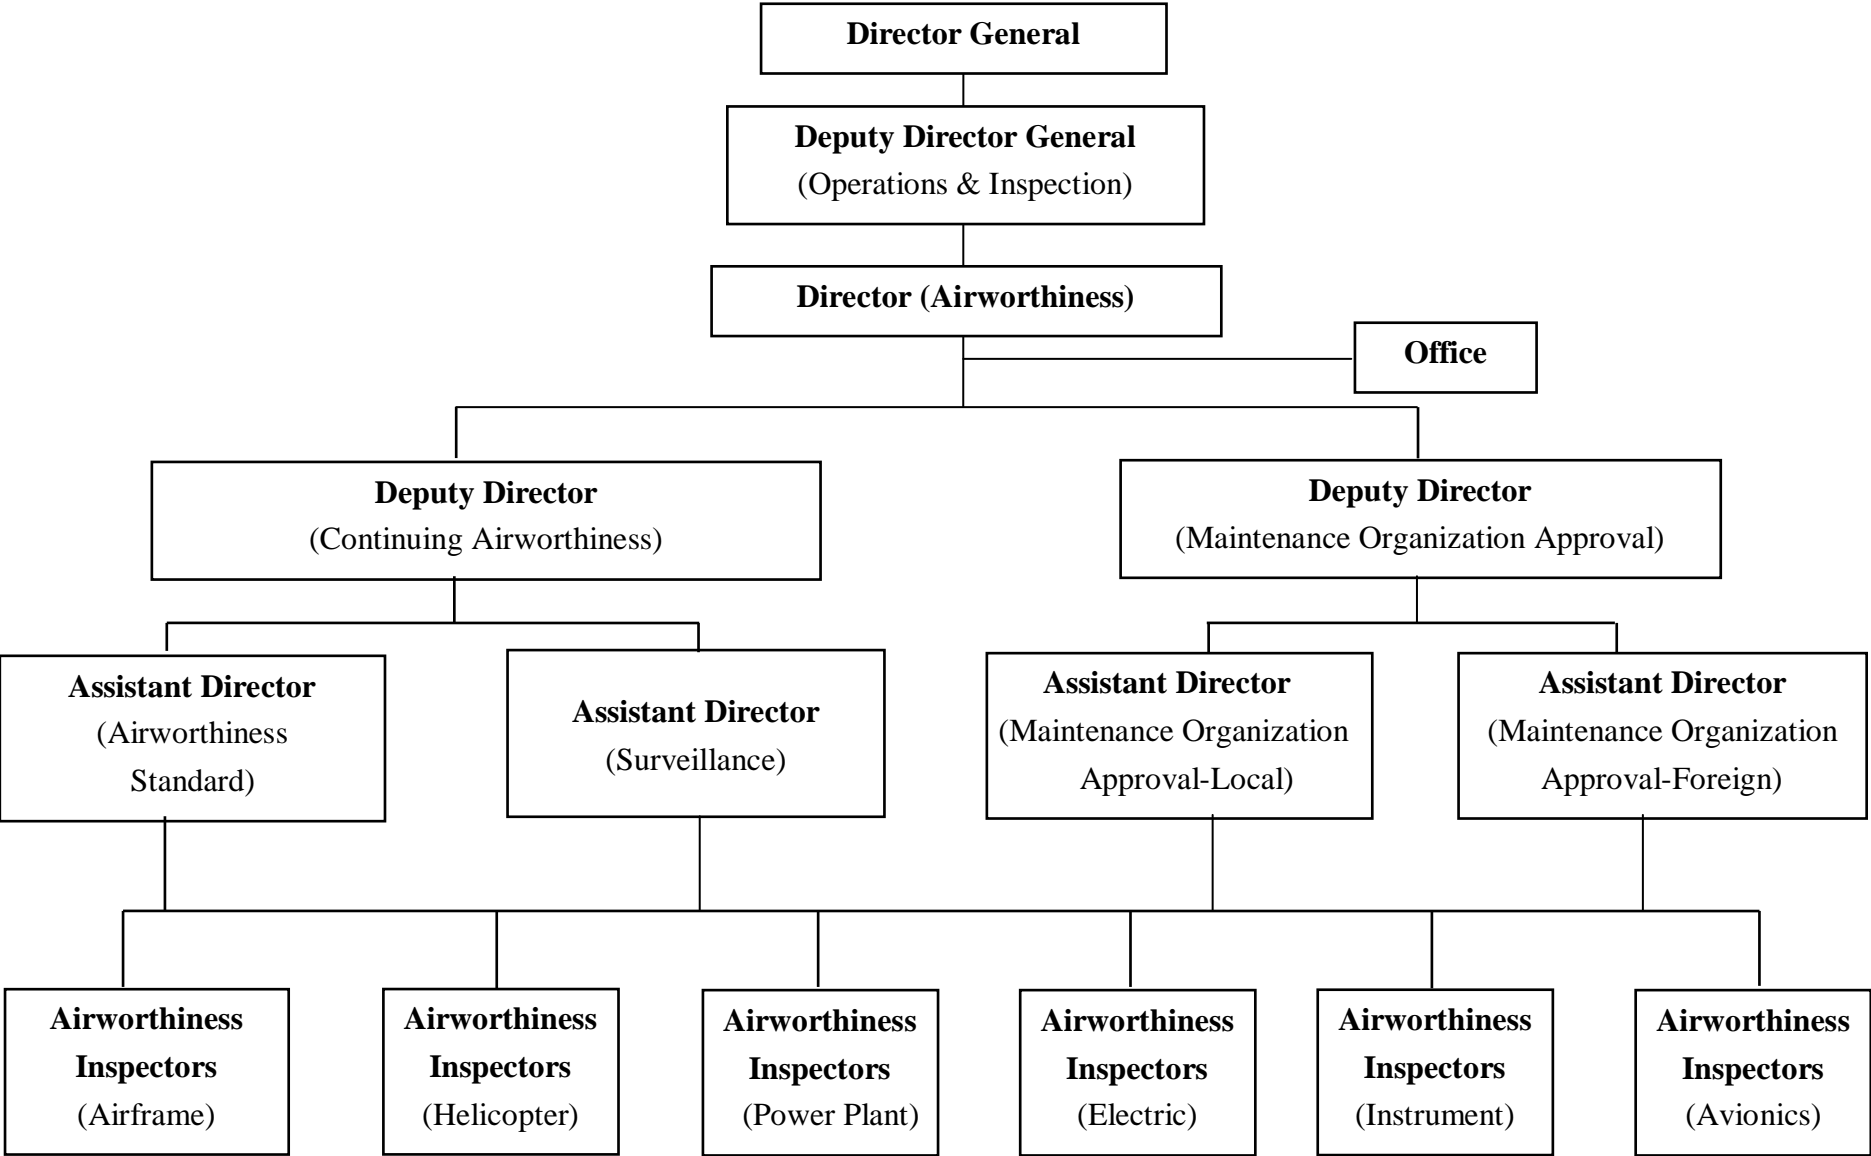 Director General
Deputy Director General
(Operations & Inspection)
Director (Airworthiness)
Office
Deputy Director
(Continuing Airworthiness)
Deputy Director
(Maintenance Organization Approval)
Assistant Director
(Airworthiness
Standard)
Assistant Director
(Surveillance)
Assistant Director
(Maintenance Organization
Approval-Local)
Assistant Director
(Maintenance Organization
Approval-Foreign)
Airworthiness
Inspectors
(Airframe)
Airworthiness
Inspectors
(Helicopter)
Airworthiness
Inspectors
(Power Plant)
Airworthiness
Inspectors
(Electric)
Airworthiness
Inspectors
(Instrument)
Airworthiness
Inspectors
(Avionics)